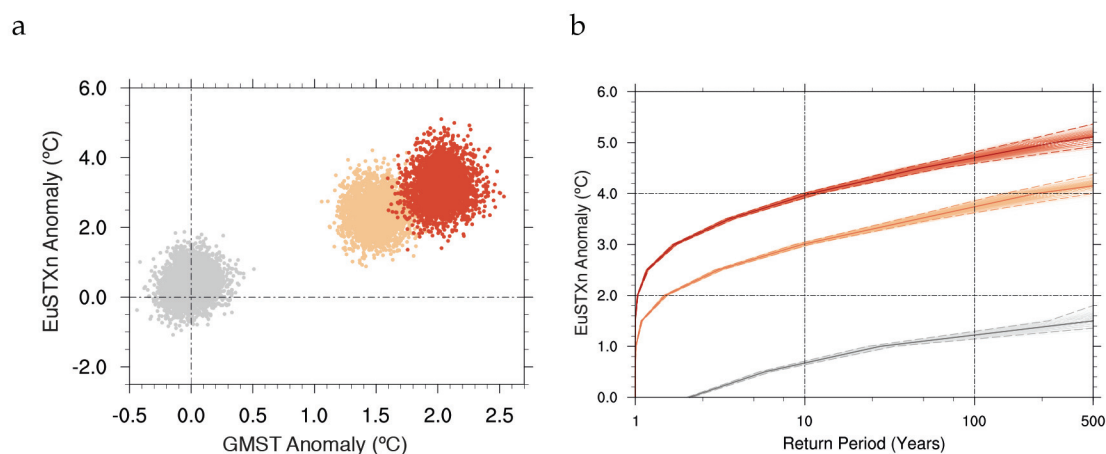 a
b
6.0
4.0
2.0
0.0
-2.0
EuSTXn Anomaly (ºC)
-0.5 0.0 0.5 1.0 1.5 2.0 2.5
GMST Anomaly (ºC)
6.0
5.0
4.0
3.0
2.0
1.0
0.0
EuSTXn Anomaly (ºC)
1 10 100 500
Return Period (Years)